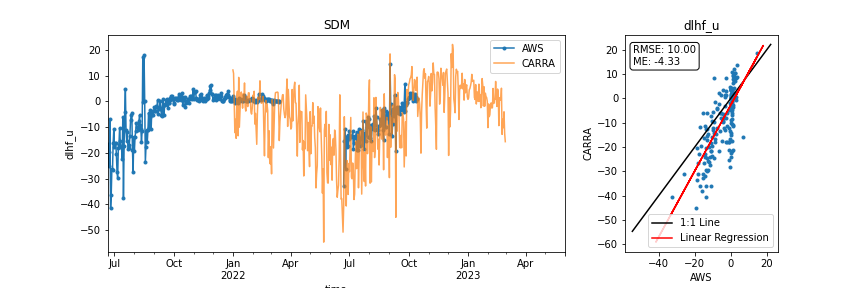 SDM
dlhf_u
20
10
0
−10
−20
−30
−40
−50
AWS
CARRA
Jul
Oct
Jan
2022
Apr
Jul
Oct
Jan
2023
Apr
time
dlhf_u
RMSE: 10.00
ME: -4.33
CARRA
20
10
0
−10
−20
−30
−40
−50
−60
1:1 Line
Linear Regression
−40
−20
0
20
AWS